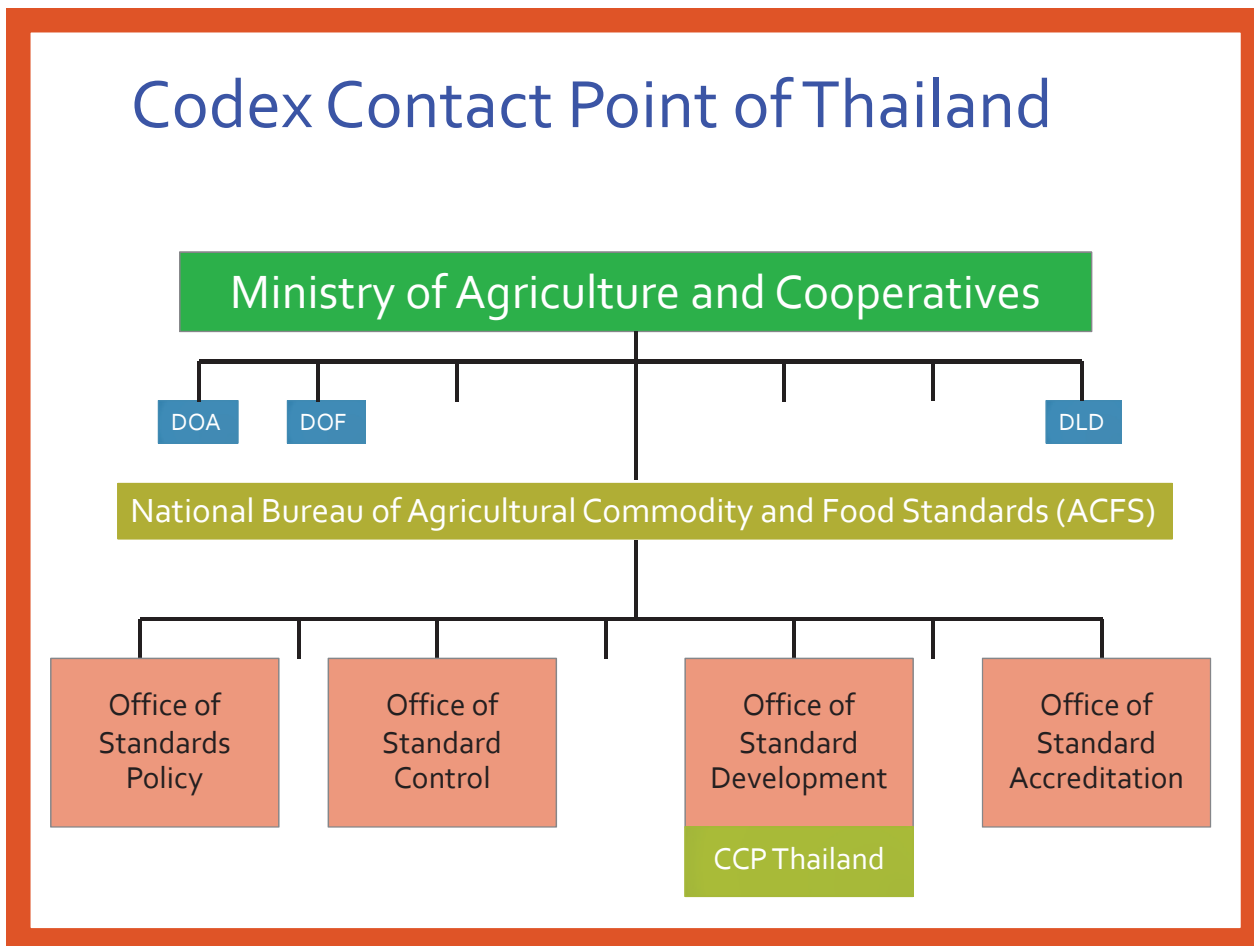 Codex Contact Point of Thailand
Ministry of Agriculture and Cooperatives
DOA
DOF
DLD
National Bureau of Agricultural Commodity and Food Standards (ACFS)
Office of
Standards
Policy
Office of
Standard
Control
Office of
Standard
Development
Office of
Standard
Accreditation
CCP Thailand